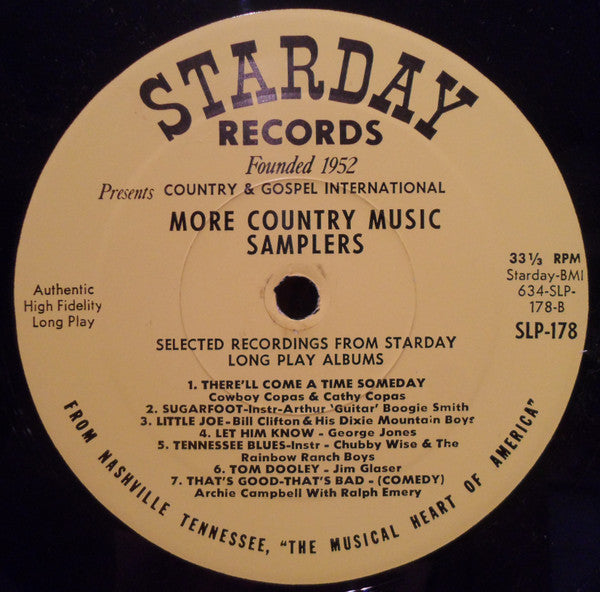 STARDAY
RECORDS
Founded 1952
Presents COUNTRY & GOSPEL INTERNATIONAL
MORE COUNTRY MUSIC
SAMPLERS
Authentic
High Fidelity
Long Play
33 1/3 RPM
Starday-BMI
634-SLP-
178-B
SLP-178
SELECTED RECORDINGS FROM STARDAY
LONG PLAY ALBUMS
1. THERE'LL COME A TIME SOMEDAY
Cowboy Copas & Cathy Copas
2. SUGARFOOT-Instr-Arthur 'Guitar' Boogie Smith
3. LITTLE JOE-Bill Clifton & His Dixie Mountain Boys
4. LET HIM KNOW - George Jones
5. TENNESSEE BLUES-Instr - Chubby Wise & The
Rainbow Ranch Boys
6. TOM DOOLEY - Jim Glaser
7. THAT'S GOOD-THAT'S BAD - (COMEDY)
Archie Campbell With Ralph Emery
FROM NASHVILLE TENNESSEE, "THE MUSICAL HEART OF AMERICA"